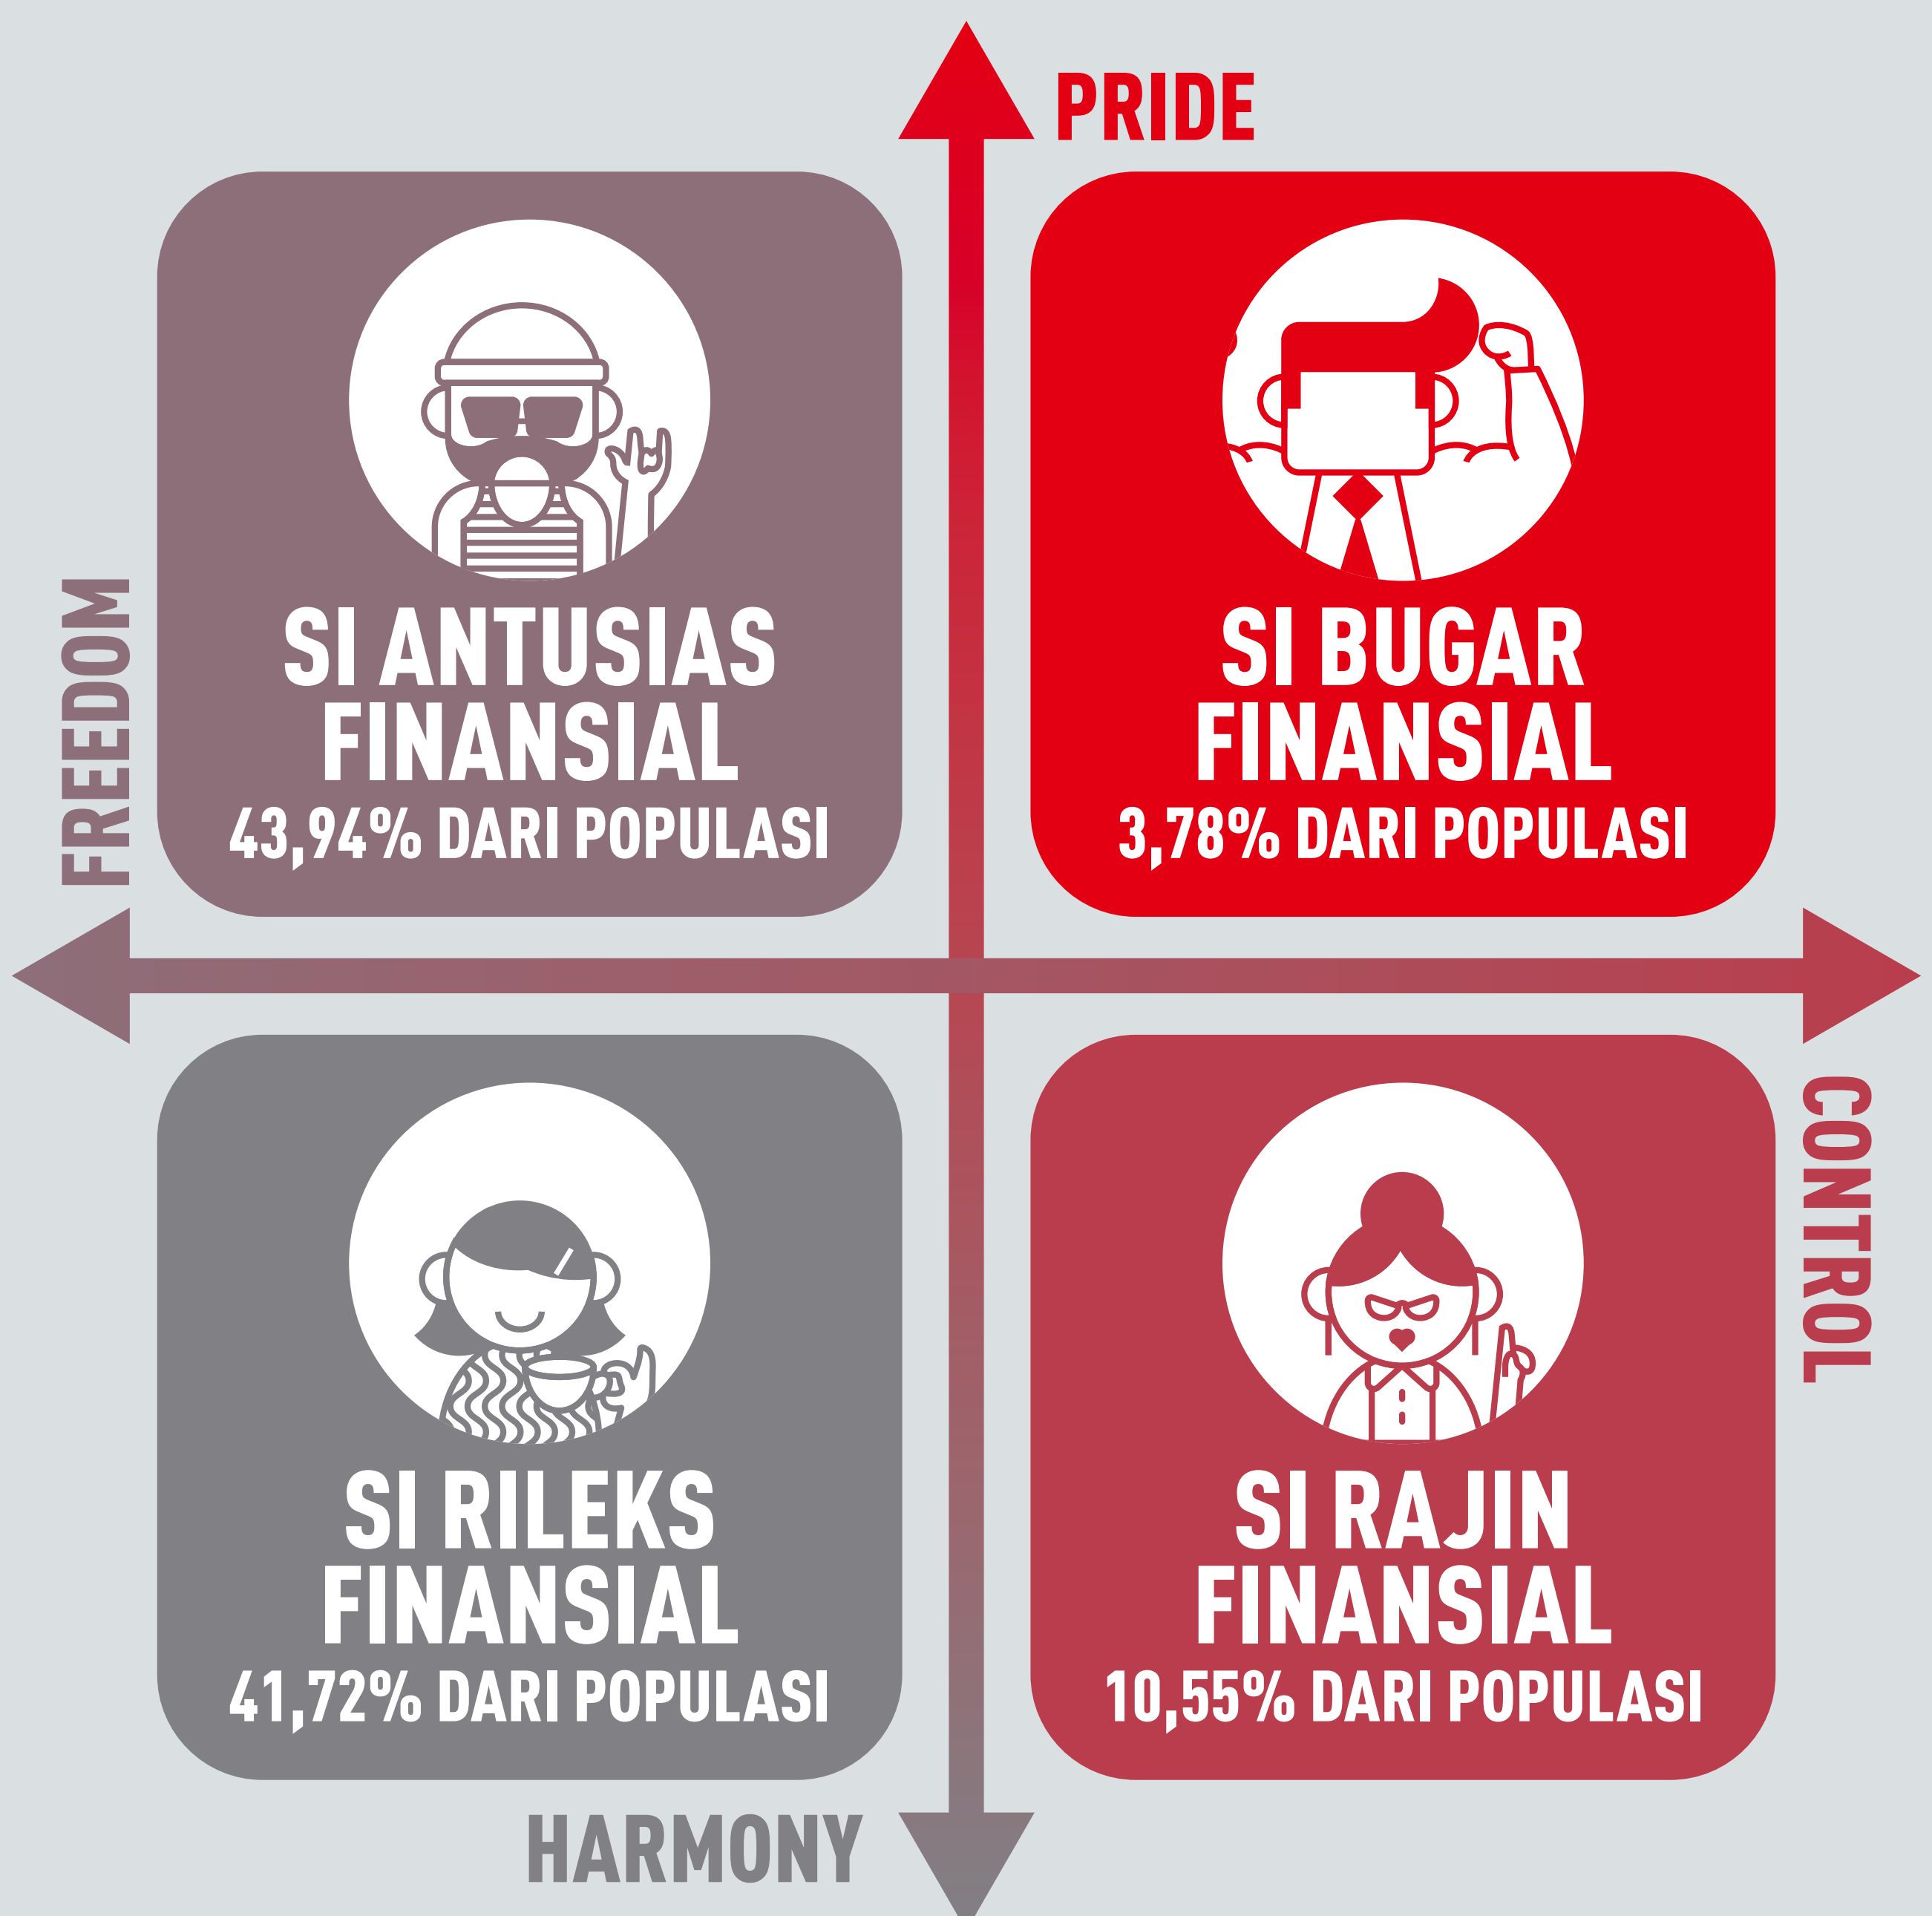 PRIDE
FREEDOM
SI ANTUSIAS
FINANSIAL
43,94% DARI POPULASI
SI BUGAR
FINANSIAL
3,78% DARI POPULASI
CONTROL
SI RILEKS
FINANSIAL
41,72% DARI POPULASI
SI RAJIN
FINANSIAL
10,55% DARI POPULASI
HARMONY